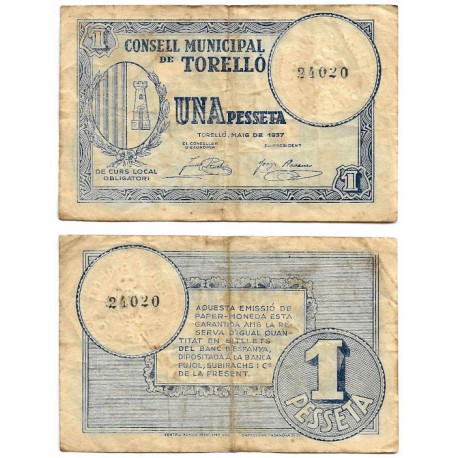 1
CONSELL MUNICIPAL
DE TORELLÓ
24020
UNA PESSETA
TORELLÓ, MAIG DE 1937
EL CONSELLER
D'ECONOMIA
EL PRESIDENT
DE CURS LOCAL
OBLIGATORI
1
24020
AQUESTA EMISSIÓ DE
PAPER-MONEDA ESTÀ
GARANTIDA AMB LA RE
SERVA D'IGUAL QUAN
TITAT EN BITLLETS
DEL BANC D'ESPANYA,
DIPOSITADA A LA BANCA
PUJOL, SUBIRACHS I Cª
DE LA PRESENT.
1
PESSETA